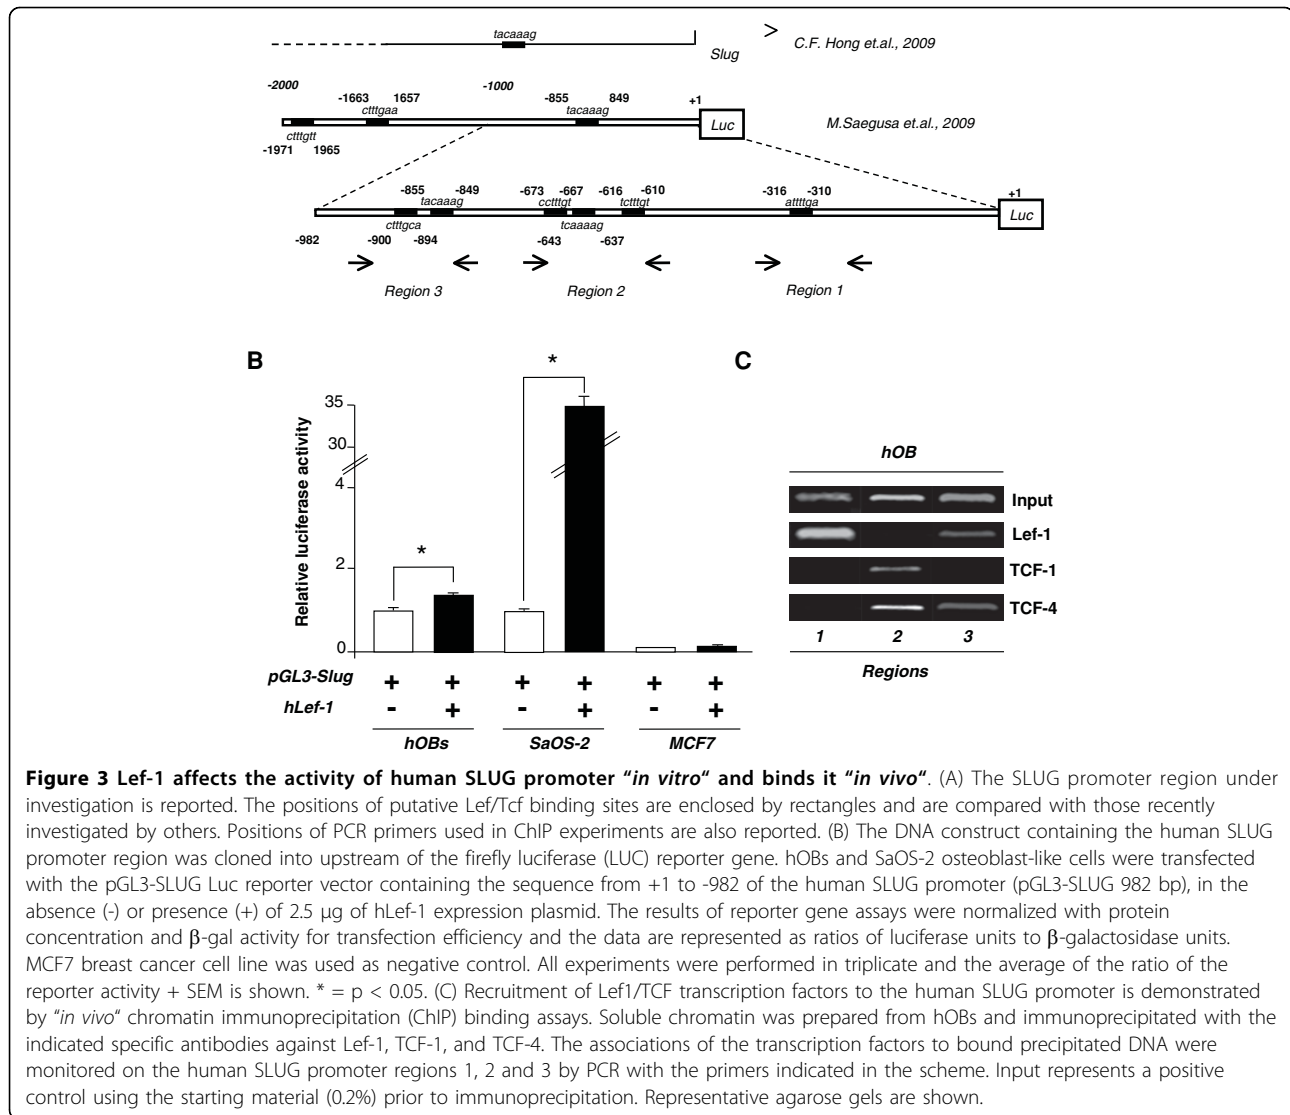 tacaaag
Slug
>
C.F. Hong et.al., 2009
-2000
-1000
-1663 1657 -855 849 +1
ctttgaa tacaaag
Luc
M.Saegusa et.al., 2009
ctttgtt
-1971 1965
-855 -849 -673 -667 -616 -610 -316 -310 +1
tacaaag cctttgt tctttgt attttga
Luc
ctttgca tcaaaag
-982 -900 -894 -643 -637
Region 3 Region 2 Region 1
B
Relative luciferase activity
35
30
4
2
0
* *
pGL3-Slug + + + + + +
hLef-1 - + - + - +
hOBs SaOS-2 MCF7
C
hOB
Input
Lef-1
TCF-1
TCF-4
1 2 3
Regions
Figure 3 Lef-1 affects the activity of human SLUG promoter "in vitro" and binds it "in vivo". (A) The SLUG promoter region under
investigation is reported. The positions of putative Lef/Tcf binding sites are enclosed by rectangles and are compared with those recently
investigated by others. Positions of PCR primers used in ChIP experiments are also reported. (B) The DNA construct containing the human SLUG
promoter region was cloned into upstream of the firefly luciferase (LUC) reporter gene. hOBs and SaOS-2 osteoblast-like cells were transfected
with the pGL3-SLUG Luc reporter vector containing the sequence from +1 to -982 of the human SLUG promoter (pGL3-SLUG 982 bp), in the
absence (-) or presence (+) of 2.5 μg of hLef-1 expression plasmid. The results of reporter gene assays were normalized with protein
concentration and β-gal activity for transfection efficiency and the data are represented as ratios of luciferase units to β-galactosidase units.
MCF7 breast cancer cell line was used as negative control. All experiments were performed in triplicate and the average of the ratio of the
reporter activity + SEM is shown. * = p < 0.05. (C) Recruitment of Lef1/TCF transcription factors to the human SLUG promoter is demonstrated
by "in vivo" chromatin immunoprecipitation (ChIP) binding assays. Soluble chromatin was prepared from hOBs and immunoprecipitated with the
indicated specific antibodies against Lef-1, TCF-1, and TCF-4. The associations of the transcription factors to bound precipitated DNA were
monitored on the human SLUG promoter regions 1, 2 and 3 by PCR with the primers indicated in the scheme. Input represents a positive
control using the starting material (0.2%) prior to immunoprecipitation. Representative agarose gels are shown.